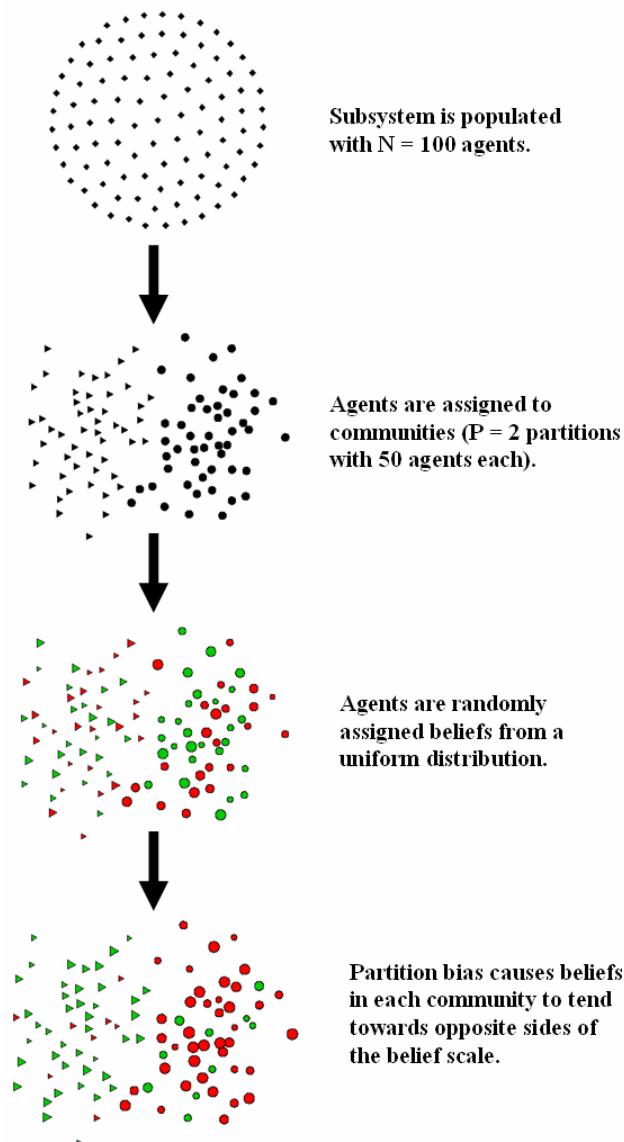 Subsystem is populated
with N = 100 agents.
Agents are assigned to
communities (P = 2 partitions
with 50 agents each).
Agents are randomly
assigned beliefs from a
uniform distribution.
Partition bias causes beliefs
in each community to tend
towards opposite sides of
the belief scale.